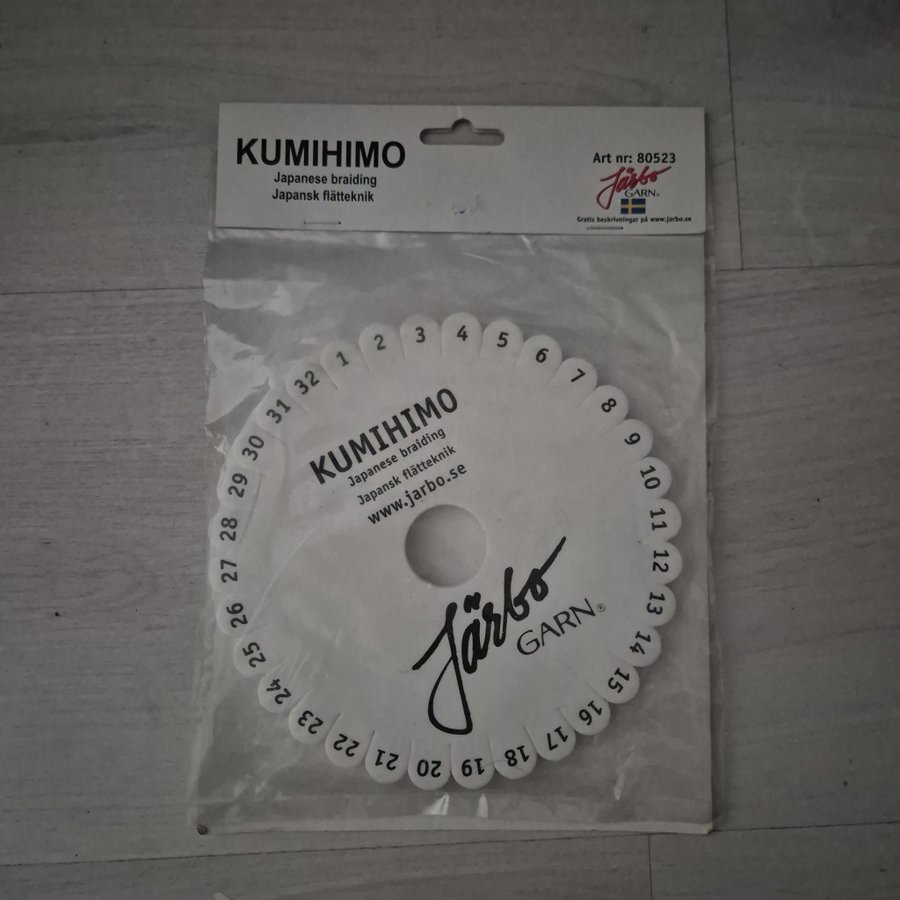 KUMIHIMO
Japanese braiding
Japansk flätteknik
Art nr: 80523
Järbo
GARN®
Gratis beskrivningar på www.jarbo.se
1 2 3 4 5 6 7 8 9 10 11 12 13 14 15 16 17 18 19 20 21 22 23 24 25 26 27 28 29 30 31 32
KUMIHIMO
Japanese braiding
Japansk flätteknik
www.jarbo.se
Järbo
GARN®